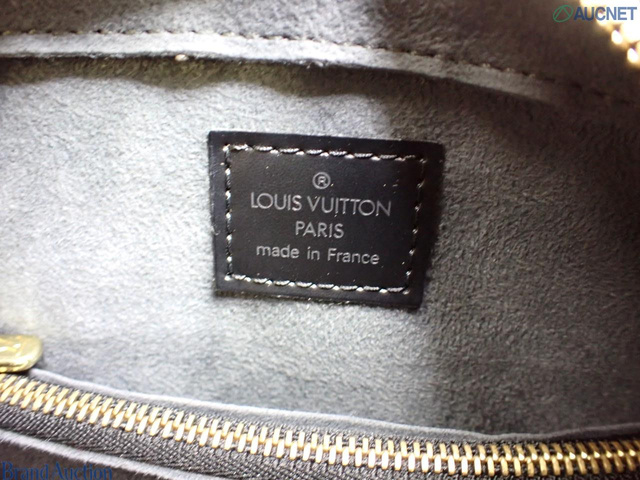 AUCNET
®
LOUIS VUITTON
PARIS
made in France
Brand Auction